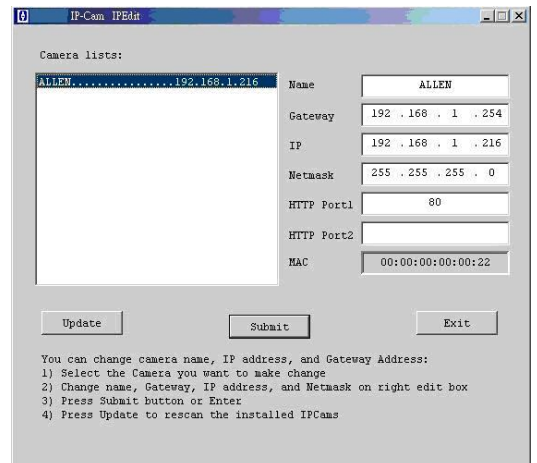 IP-Cam IPEdit
Camera lists:
ALLEN................192.168.1.216
Name ALLEN
Gateway 192 . 168 . 1 . 254
IP 192 . 168 . 1 . 216
Netmask 255 . 255 . 255 . 0
HTTP Port1 80
HTTP Port2
MAC 00:00:00:00:00:22
Update Submit Exit
You can change camera name, IP address, and Gateway Address:
1) Select the Camera you want to make change
2) Change name, Gateway, IP address, and Netmask on right edit box
3) Press Submit button or Enter
4) Press Update to rescan the installed IPCams